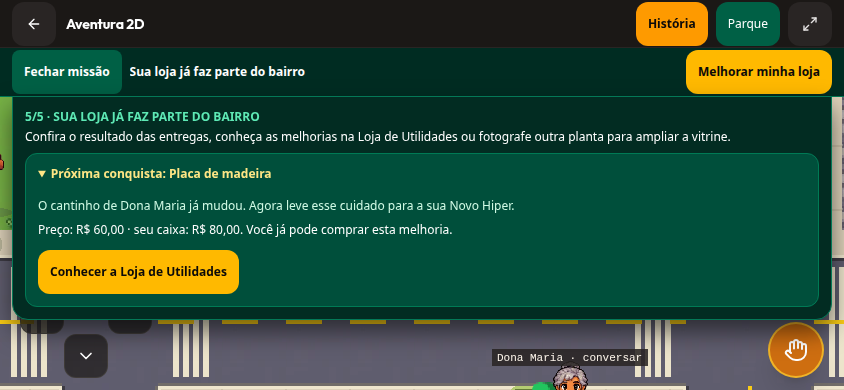 Aventura 2D
História
Parque
Fechar missão
Sua loja já faz parte do bairro
Melhorar minha loja
5/5 · SUA LOJA JÁ FAZ PARTE DO BAIRRO
Confira o resultado das entregas, conheça as melhorias na Loja de Utilidades ou fotografe outra planta para ampliar a vitrine.
▼ Próxima conquista: Placa de madeira
O cantinho de Dona Maria já mudou. Agora leve esse cuidado para a sua Novo Hiper.
Preço: R$ 60,00 · seu caixa: R$ 80,00. Você já pode comprar esta melhoria.
Conhecer a Loja de Utilidades
Dona Maria · conversar